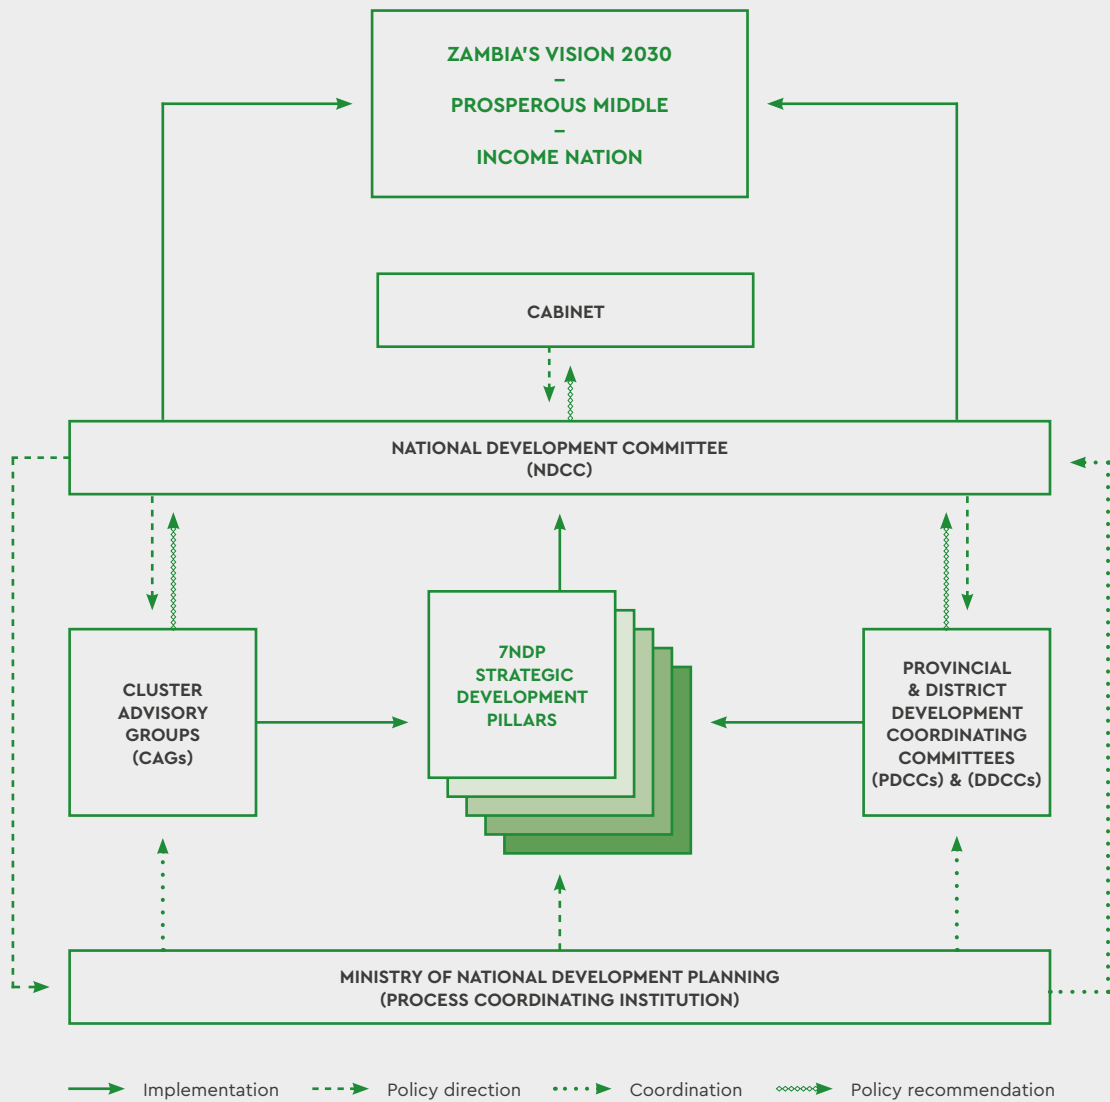 ZAMBIA'S VISION 2030
–
PROSPEROUS MIDDLE
–
INCOME NATION
CABINET
NATIONAL DEVELOPMENT COMMITTEE
(NDCC)
CLUSTER
ADVISORY
GROUPS
(CAGs)
7NDP
STRATEGIC
DEVELOPMENT
PILLARS
PROVINCIAL
& DISTRICT
DEVELOPMENT
COORDINATING
COMMITTEES
(PDCCs) & (DDCCs)
MINISTRY OF NATIONAL DEVELOPMENT PLANNING
(PROCESS COORDINATING INSTITUTION)
Implementation
Policy direction
Coordination
Policy recommendation